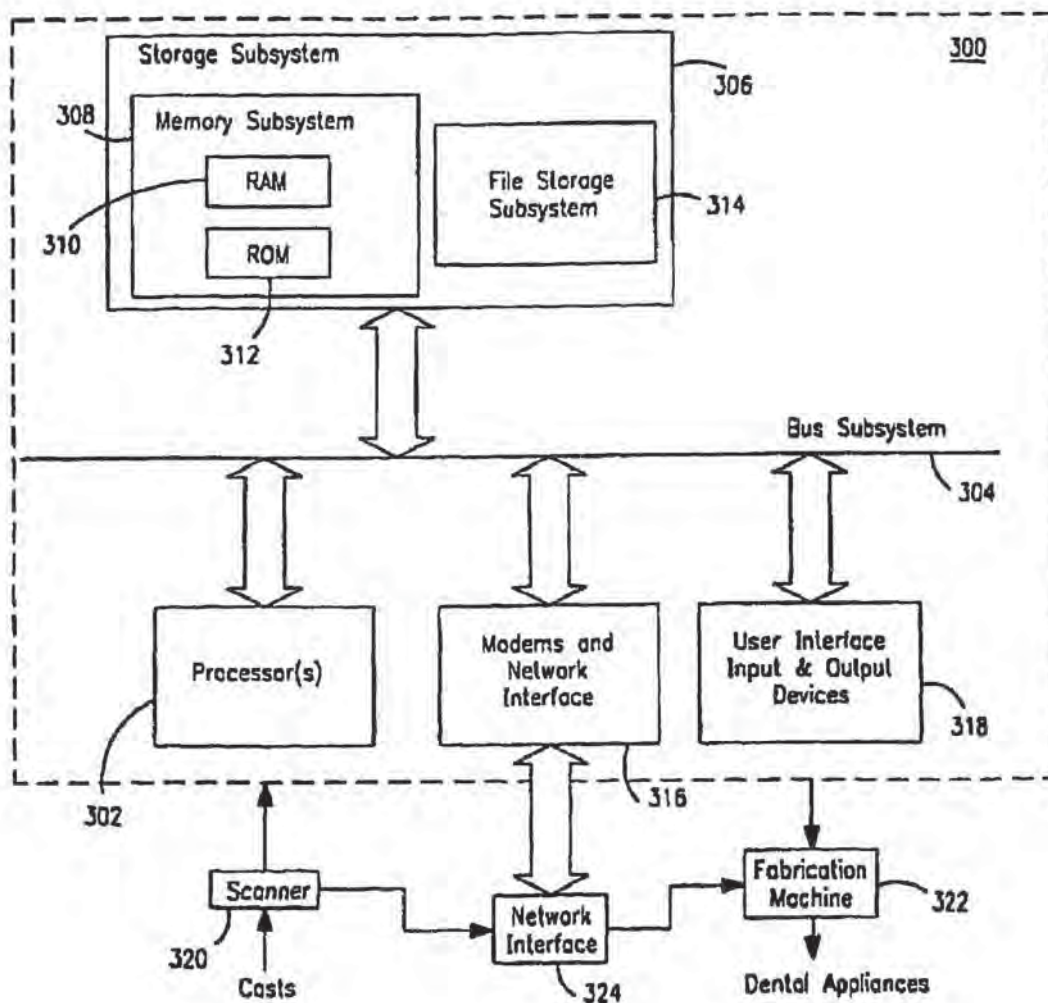 Storage Subsystem
300
306
308
Memory Subsystem
RAM
File Storage
Subsystem
314
310
ROM
312
Bus Subsystem
304
Processor(s)
Modems and
Network
Interface
User Interface
Input & Output
Devices
318
302
316
Scanner
320
Casts
Network
Interface
324
Fabrication
Machine
322
Dental Appliances